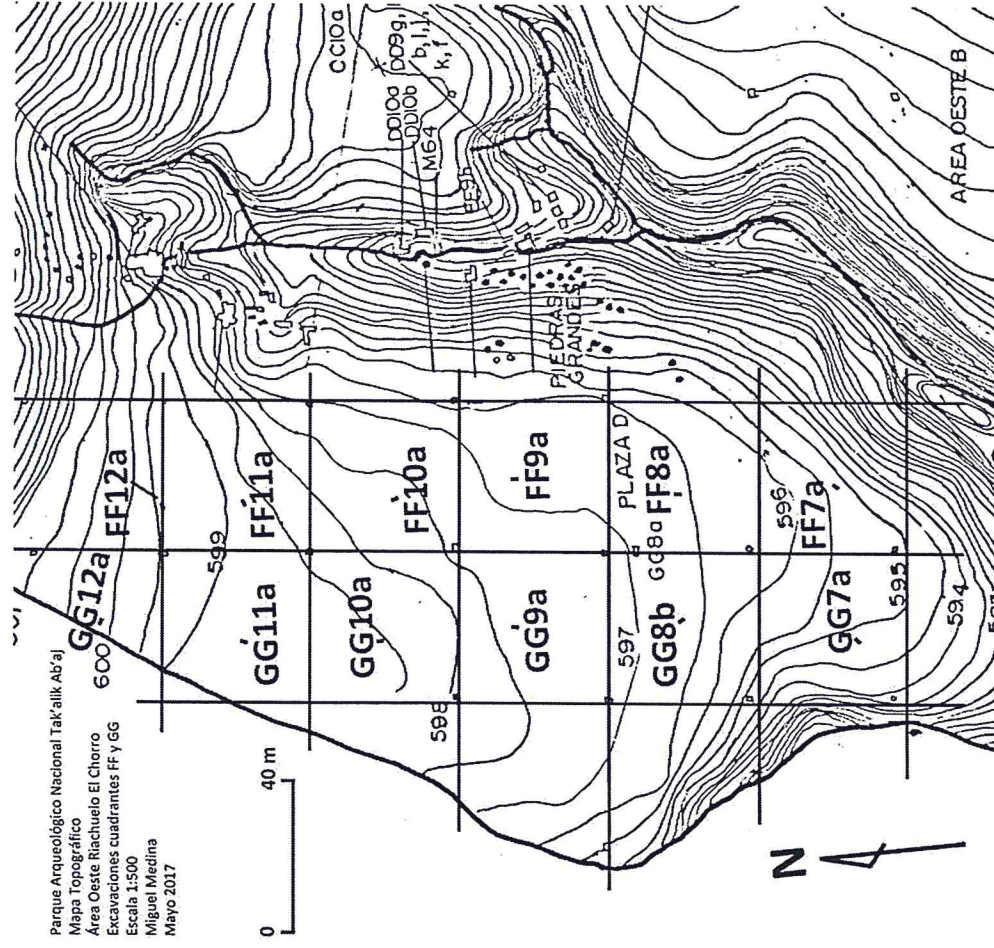 Parque Arqueológico Nacional Tak'alik Ab'aj
Mapa Topográfico
Área Oeste Riachuelo El Chorro
Excavaciones cuadrantes FF y GG
Escala 1:500
Miguel Medina
Mayo 2017
0 40 m
N
CC10a
DD10a
DD10b
M64
DD9g,
b, l, j,
k, f
GG12a
FF12a
600
599
GG11a
FF11a
GG10a
FF10a
598
GG9a
FF9a
PIEDRAS
GRANDES
597
PLAZA D
GG8a
GG8b
FF8a
596
FF7a
GG7a
595
594
AREA OESTE B